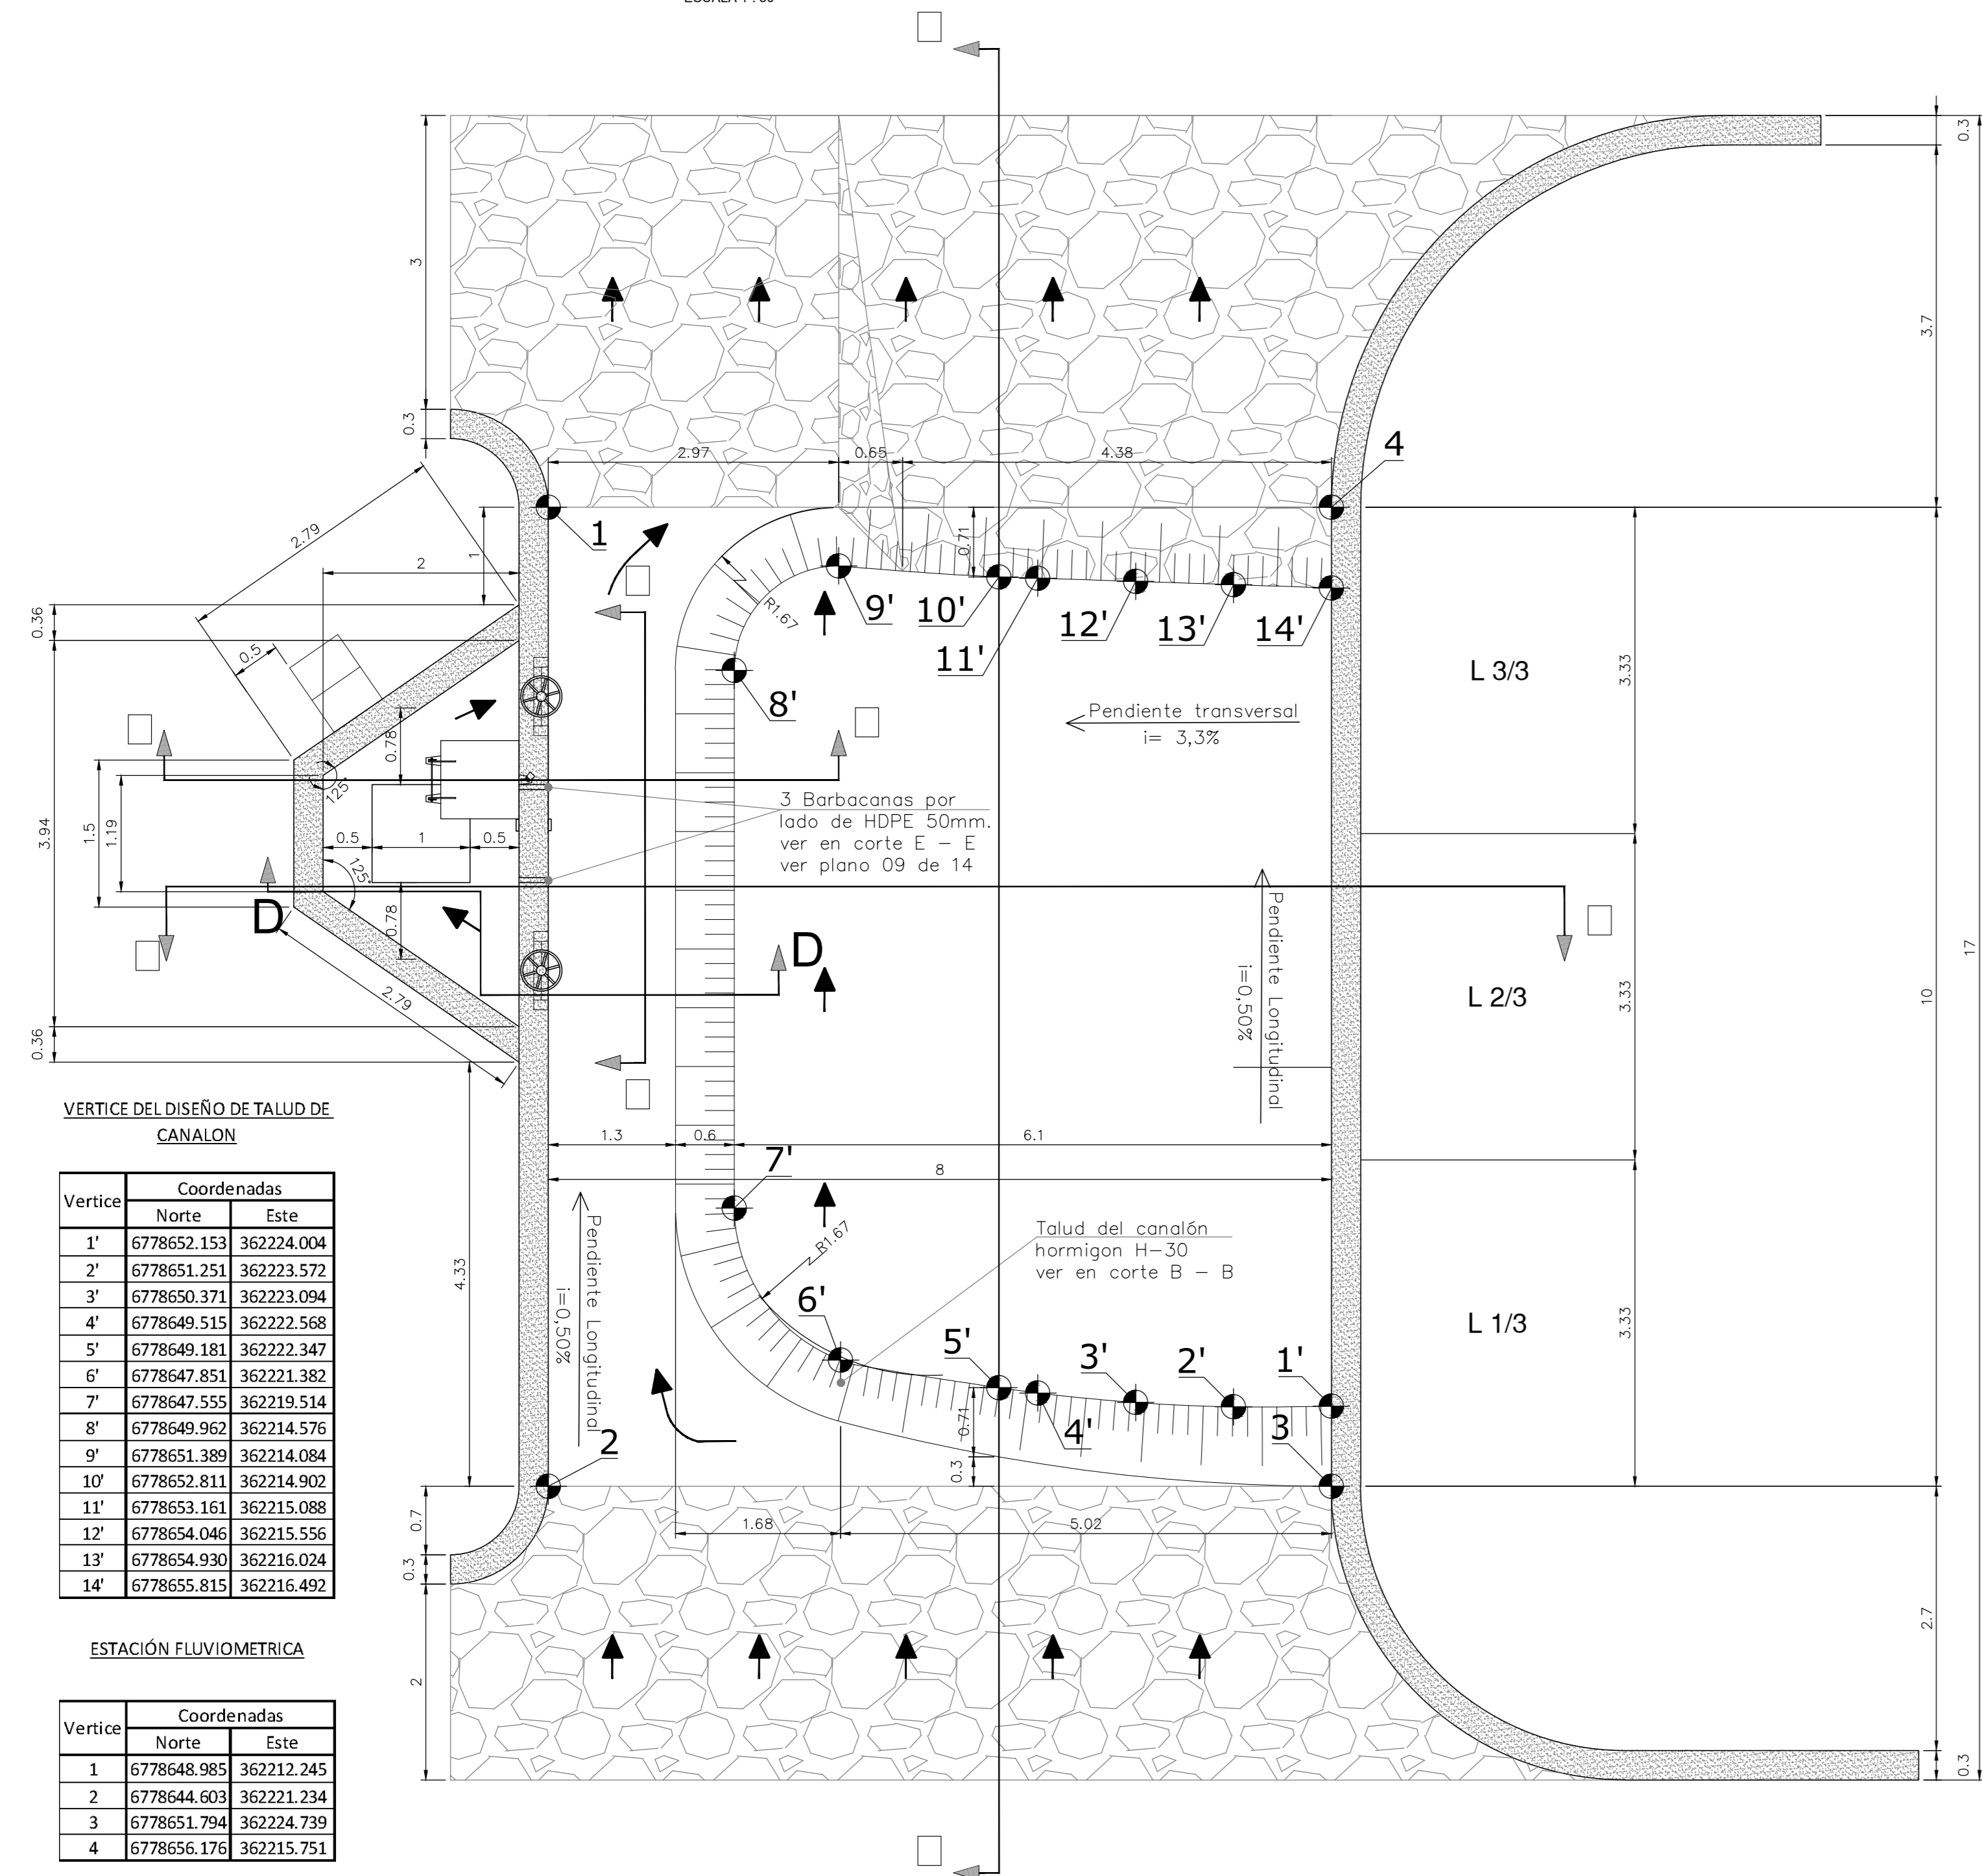 0.3
3
3.7
0.3
2.97
0.65
4.38
4
1
0.71
2.79
2
1
R1.67
9'
10'
11'
12'
13'
14'
0.36
0.5
8'
L 3/3
3.33
Pendiente transversal
i= 3,3%
0.78
125°
3 Barbacanas por
lado de HDPE 50mm.
ver en corte E - E
ver plano 09 de 14
3.94
1.5
1.19
0.5
1
0.5
125°
0.78
D
D
Pendiente Longitudinal
i=0,50%
L 2/3
3.33
10
17
2.79
0.36
1.3
0.6
6.1
8
7'
VERTICE DEL DISEÑO DE TALUD DE
CANALON
Vertice Coordenadas
Norte Este
1' 6778652.153 362224.004
2' 6778651.251 362223.572
3' 6778650.371 362223.094
4' 6778649.515 362222.568
5' 6778649.181 362222.347
6' 6778647.851 362221.382
7' 6778647.555 362219.514
8' 6778649.962 362214.576
9' 6778651.389 362214.084
10' 6778652.811 362214.902
11' 6778653.161 362215.088
12' 6778654.046 362215.556
13' 6778654.930 362216.024
14' 6778655.815 362216.492
4.33
Pendiente Longitudinal
i=0,50%
R1.67
Talud del canalón
hormigon H-30
ver en corte B - B
L 1/3
3.33
6'
5'
4'
3'
2'
1'
0.71
0.3
2
3
0.7
0.3
1.68
5.02
2
2.7
0.3
ESTACIÓN FLUVIOMETRICA
Vertice Coordenadas
Norte Este
1 6778648.985 362212.245
2 6778644.603 362221.234
3 6778651.794 362224.739
4 6778656.176 362215.751